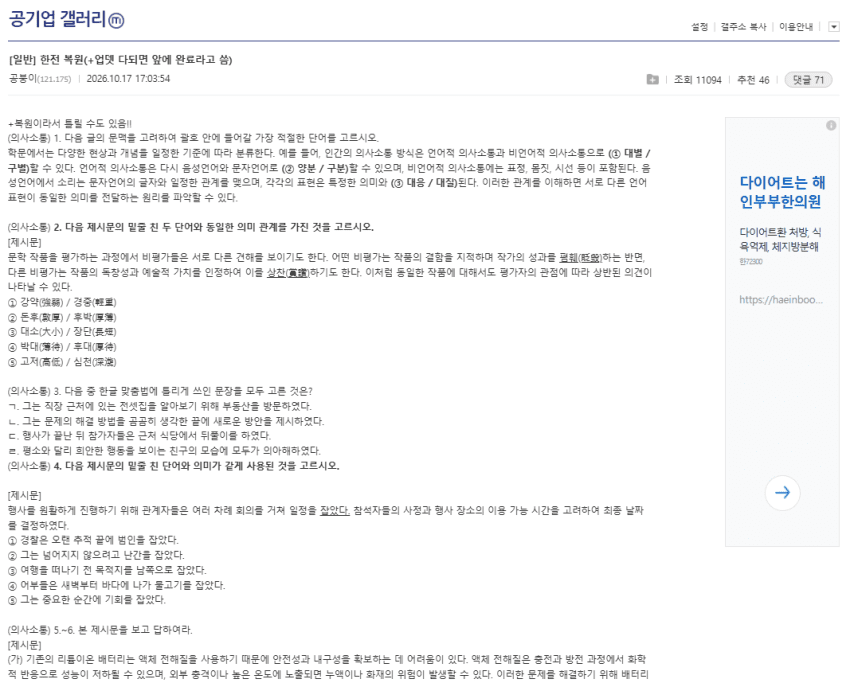 공기업 갤러리ⓜ
설정 | 갤주소 복사 | 이용안내
[일반] 한전 복원(+업뎃 다되면 앞에 완료라고 씀)
공붕이(121.175) | 2026.10.17 17:03:54
조회 11094 | 추천 46 | 댓글 71
+복원이라서 틀릴 수도 있음!!
(의사소통) 1. 다음 글의 문맥을 고려하여 괄호 안에 들어갈 가장 적절한 단어를 고르시오.
학문에서는 다양한 현상과 개념을 일정한 기준에 따라 분류한다. 예를 들어, 인간의 의사소통 방식은 언어적 의사소통과 비언어적 의사소통으로 (① 대별 /
구별)할 수 있다. 언어적 의사소통은 다시 음성언어와 문자언어로 (② 양분 / 구분)할 수 있으며, 비언어적 의사소통에는 표정, 몸짓, 시선 등이 포함된다. 음
성언어에서 소리는 문자언어의 글자와 일정한 관계를 맺으며, 각각의 표현은 특정한 의미와 (③ 대응 / 대절)된다. 이러한 관계를 이해하면 서로 다른 언어
표현이 동일한 의미를 전달하는 원리를 파악할 수 있다.
(의사소통) 2. 다음 제시문의 밑줄 친 두 단어와 동일한 의미 관계를 가진 것을 고르시오.
[제시문]
문학 작품을 평가하는 과정에서 비평가들은 서로 다른 견해를 보이기도 한다. 어떤 비평가는 작품의 결함을 지적하며 작가의 성과를 폄훼(貶毁)하는 반면,
다른 비평가는 작품의 독창성과 예술적 가치를 인정하여 이를 상찬(賞讚)하기도 한다. 이처럼 동일한 작품에 대해서도 평가자의 관점에 따라 상반된 의견이
나타날 수 있다.
① 강약(強弱) / 경중(輕重)
② 돈후(敦厚) / 후박(厚薄)
③ 대소(大小) / 장단(長短)
④ 박대(薄待) / 후대(厚待)
⑤ 고저(高低) / 심천(深淺)
(의사소통) 3. 다음 중 한글 맞춤법에 틀리게 쓰인 문장을 모두 고른 것은?
ㄱ. 그는 직장 근처에 있는 전셋집을 알아보기 위해 부동산을 방문하였다.
ㄴ. 그는 문제의 해결 방법을 곰곰히 생각한 끝에 새로운 방안을 제시하였다.
ㄷ. 행사가 끝난 뒤 참가자들은 근처 식당에서 뒤풀이를 하였다.
ㄹ. 평소와 달리 희안한 행동을 보이는 친구의 모습에 모두가 의아해하였다.
(의사소통) 4. 다음 제시문의 밑줄 친 단어와 의미가 같게 사용된 것을 고르시오.
[제시문]
행사를 원활하게 진행하기 위해 관계자들은 여러 차례 회의를 거쳐 일정을 잡았다. 참석자들의 사정과 행사 장소의 이용 가능 시간을 고려하여 최종 날짜
를 결정하였다.
① 경찰은 오랜 추적 끝에 범인을 잡았다.
② 그는 넘어지지 않으려고 난간을 잡았다.
③ 여행을 떠나기 전 목적지를 남쪽으로 잡았다.
④ 어부들은 새벽부터 바다에 나가 물고기를 잡았다.
⑤ 그는 중요한 순간에 기회를 잡았다.
(의사소통) 5.~6. 본 제시문을 보고 답하여라.
[제시문]
(가) 기존의 리튬이온 배터리는 액체 전해질을 사용하기 때문에 안전성과 내구성을 확보하는 데 어려움이 있다. 액체 전해질은 충전과 방전 과정에서 화학
적 반응으로 성능이 저하될 수 있으며, 외부 충격이나 높은 온도에 노출되면 누액이나 화재의 위험이 발생할 수 있다. 이러한 문제를 해결하기 위해 배터리
다이어트는 해
인부부한의원
다이어트환 처방, 식
욕억제, 체지방분해
한72300
https://haeinboo...